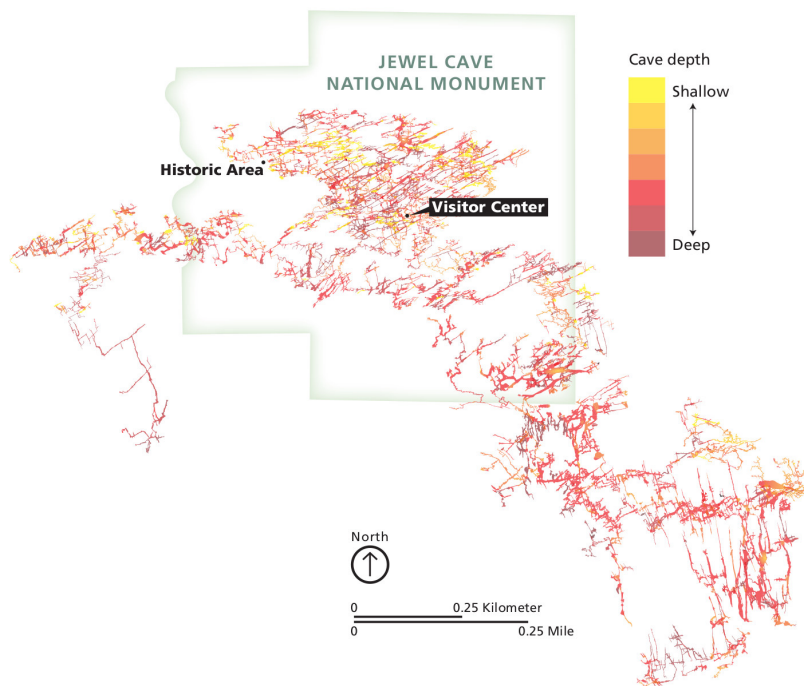 JEWEL CAVE
NATIONAL MONUMENT
Cave depth
Shallow
Historic Area
Visitor Center
Deep
North
0 0.25 Kilometer
0 0.25 Mile